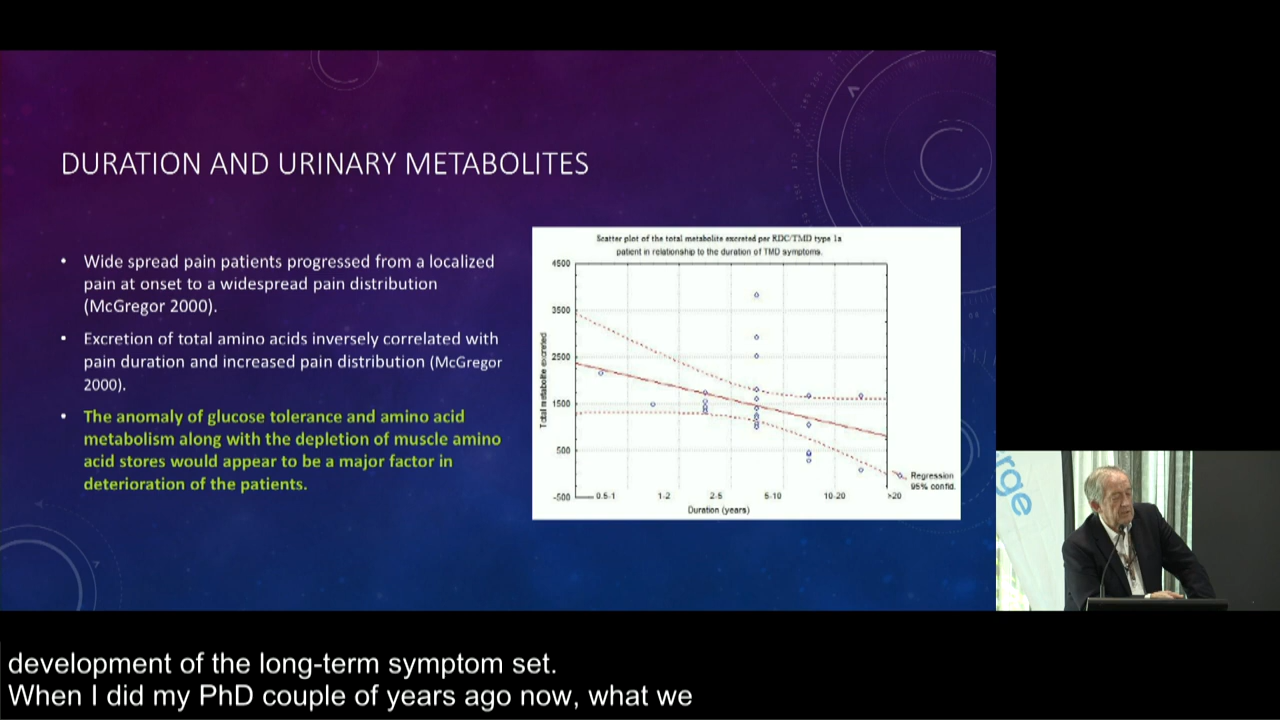 DURATION AND URINARY METABOLITES
• Wide spread pain patients progressed from a localized
pain at onset to a widespread pain distribution
(McGregor 2000).
• Excretion of total amino acids inversely correlated with
pain duration and increased pain distribution (McGregor
2000).
• The anomaly of glucose tolerance and amino acid
metabolism along with the depletion of muscle amino
acid stores would appear to be a major factor in
deterioration of the patients.
Scatter plot of the total metabolite excreted per RDC/TMD type 1a
patient in relationship to the duration of TMD symptoms.
Total metabolite excreted
4500
3500
2500
1500
500
-500
0.5-1 1-2 2-5 5-10 10-20 >20
Duration (years)
Regression
95% confid.
rge
development of the long-term symptom set.
When I did my PhD couple of years ago now, what we